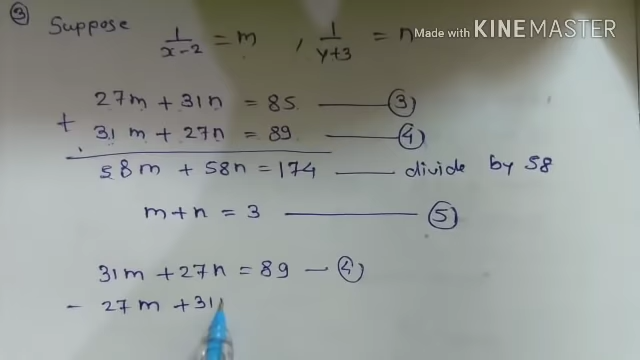 ③ Suppose 1/(x-2) = m , 1/(y+3) = n
Made with KINEMASTER
27m + 31n = 85 —— ③
+ 31m + 27n = 89 —— ④
58m + 58n = 174 —— divide by 58
m+n = 3 —— ⑤
31m + 27n = 89 — ④
- 27m + 31